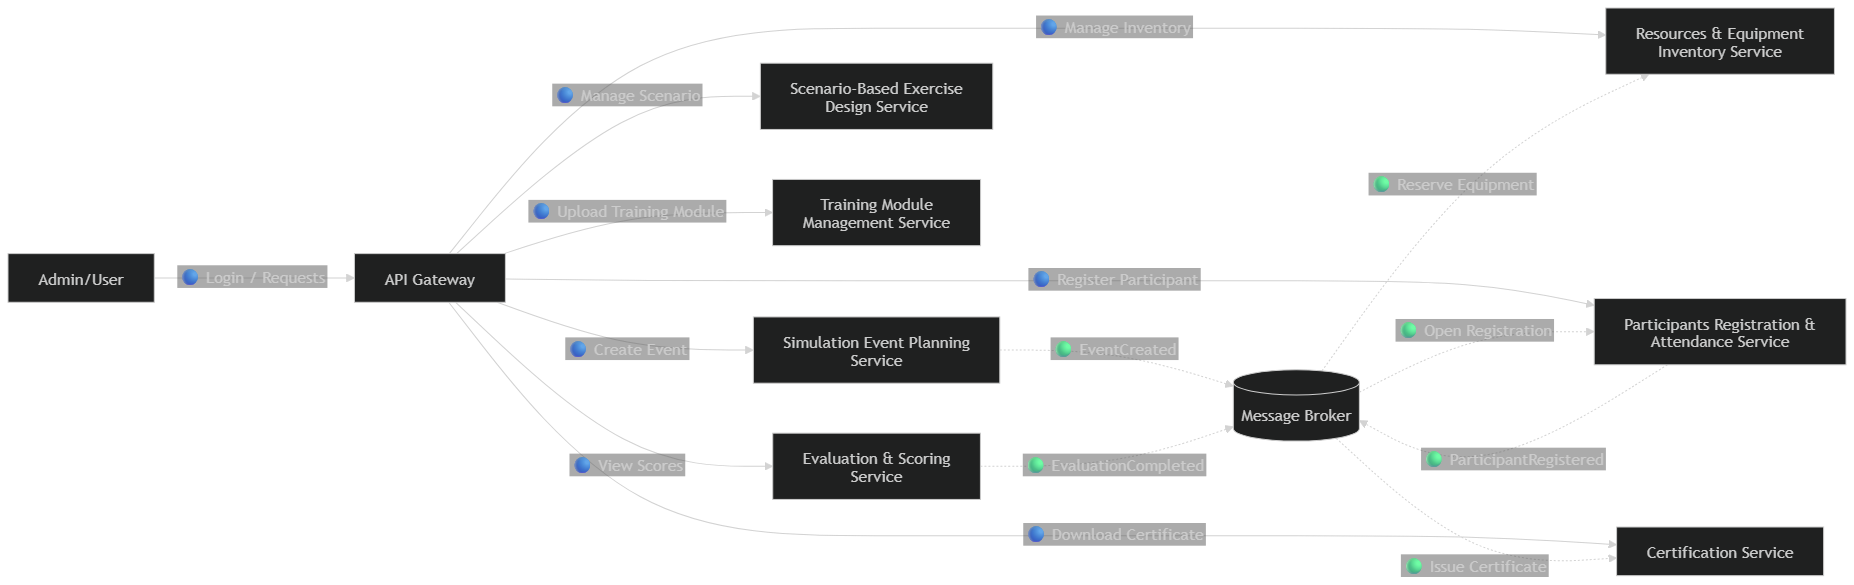 Manage Inventory
Resources & Equipment
Inventory Service
Manage Scenario
Scenario-Based Exercise
Design Service
Reserve Equipment
Upload Training Module
Training Module
Management Service
Admin/User
Login / Requests
API Gateway
Register Participant
Participants Registration &
Attendance Service
Open Registration
Create Event
Simulation Event Planning
Service
EventCreated
Message Broker
View Scores
Evaluation & Scoring
Service
EvaluationCompleted
ParticipantRegistered
Download Certificate
Certification Service
Issue Certificate